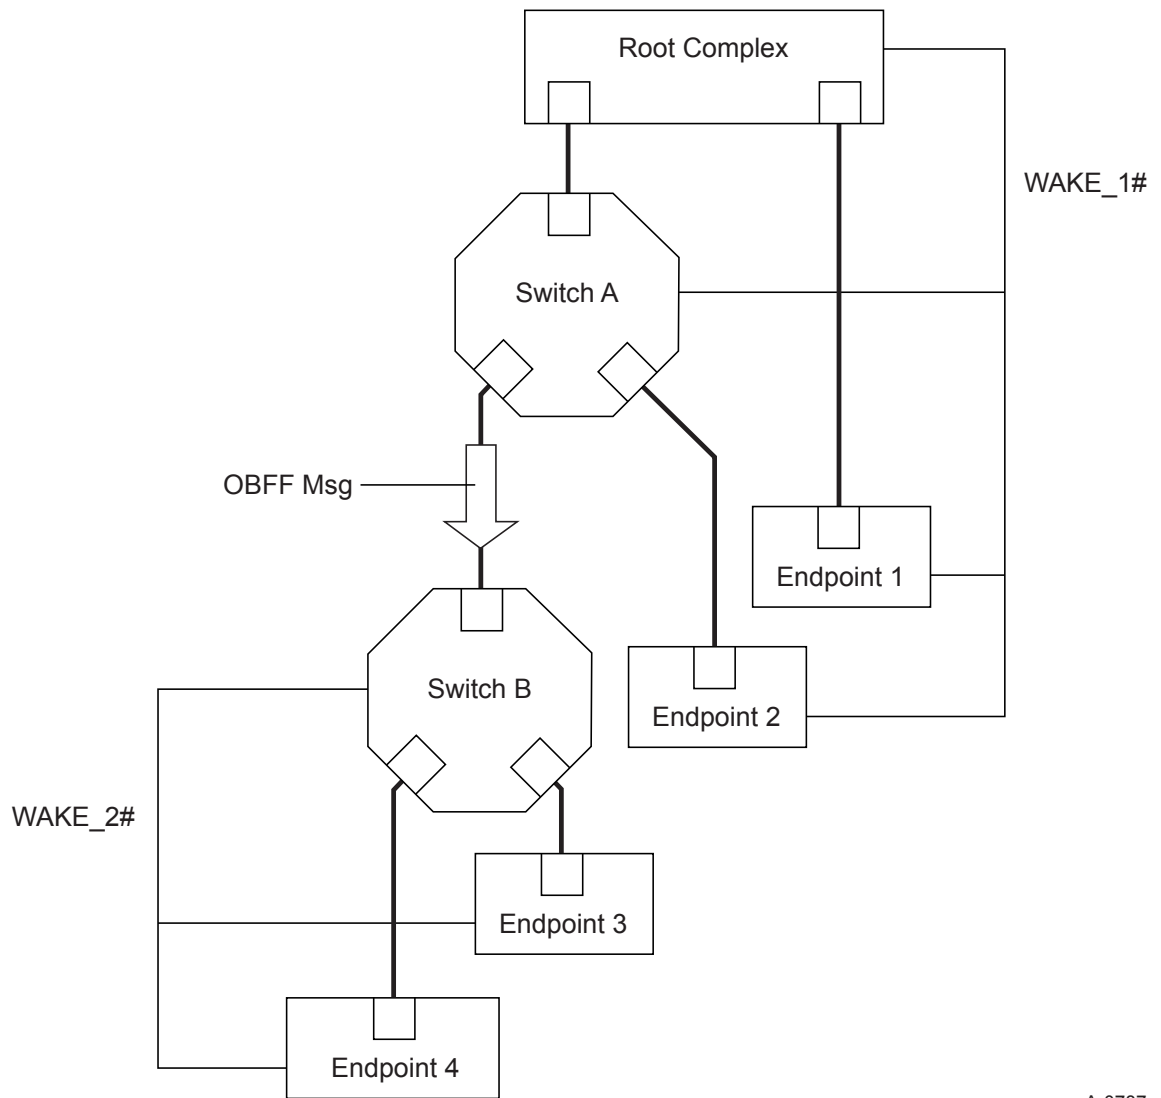 Root Complex
WAKE_1#
Switch A
OBFF Msg
Endpoint 1
Switch B
Endpoint 2
WAKE_2#
Endpoint 3
Endpoint 4